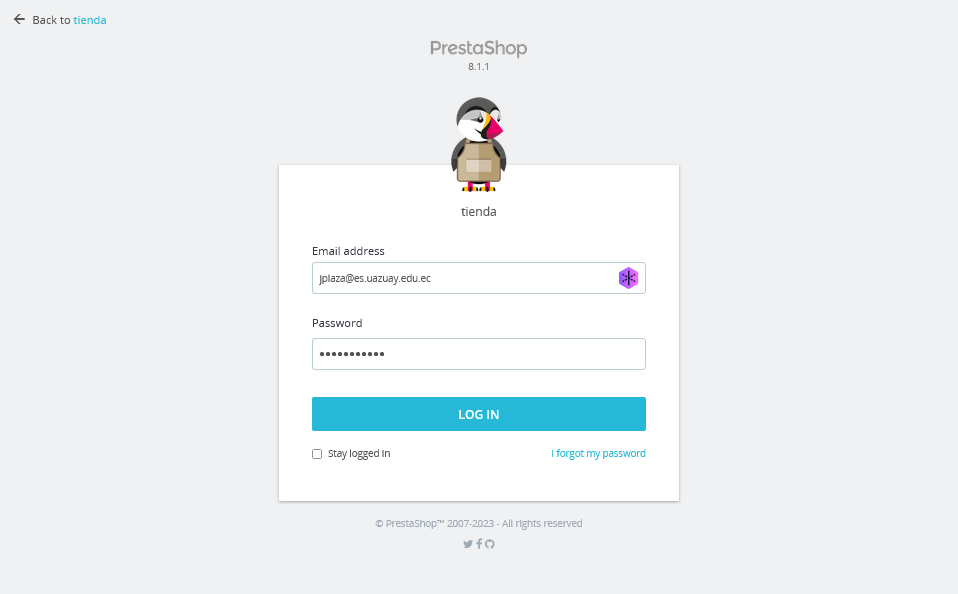 Back to tienda
PrestaShop
8.1.1
tienda
Email address
jplaza@es.uazuay.edu.ec
Password
•••••••••••
LOG IN
Stay logged in
I forgot my password
© PrestaShop™ 2007-2023 - All rights reserved